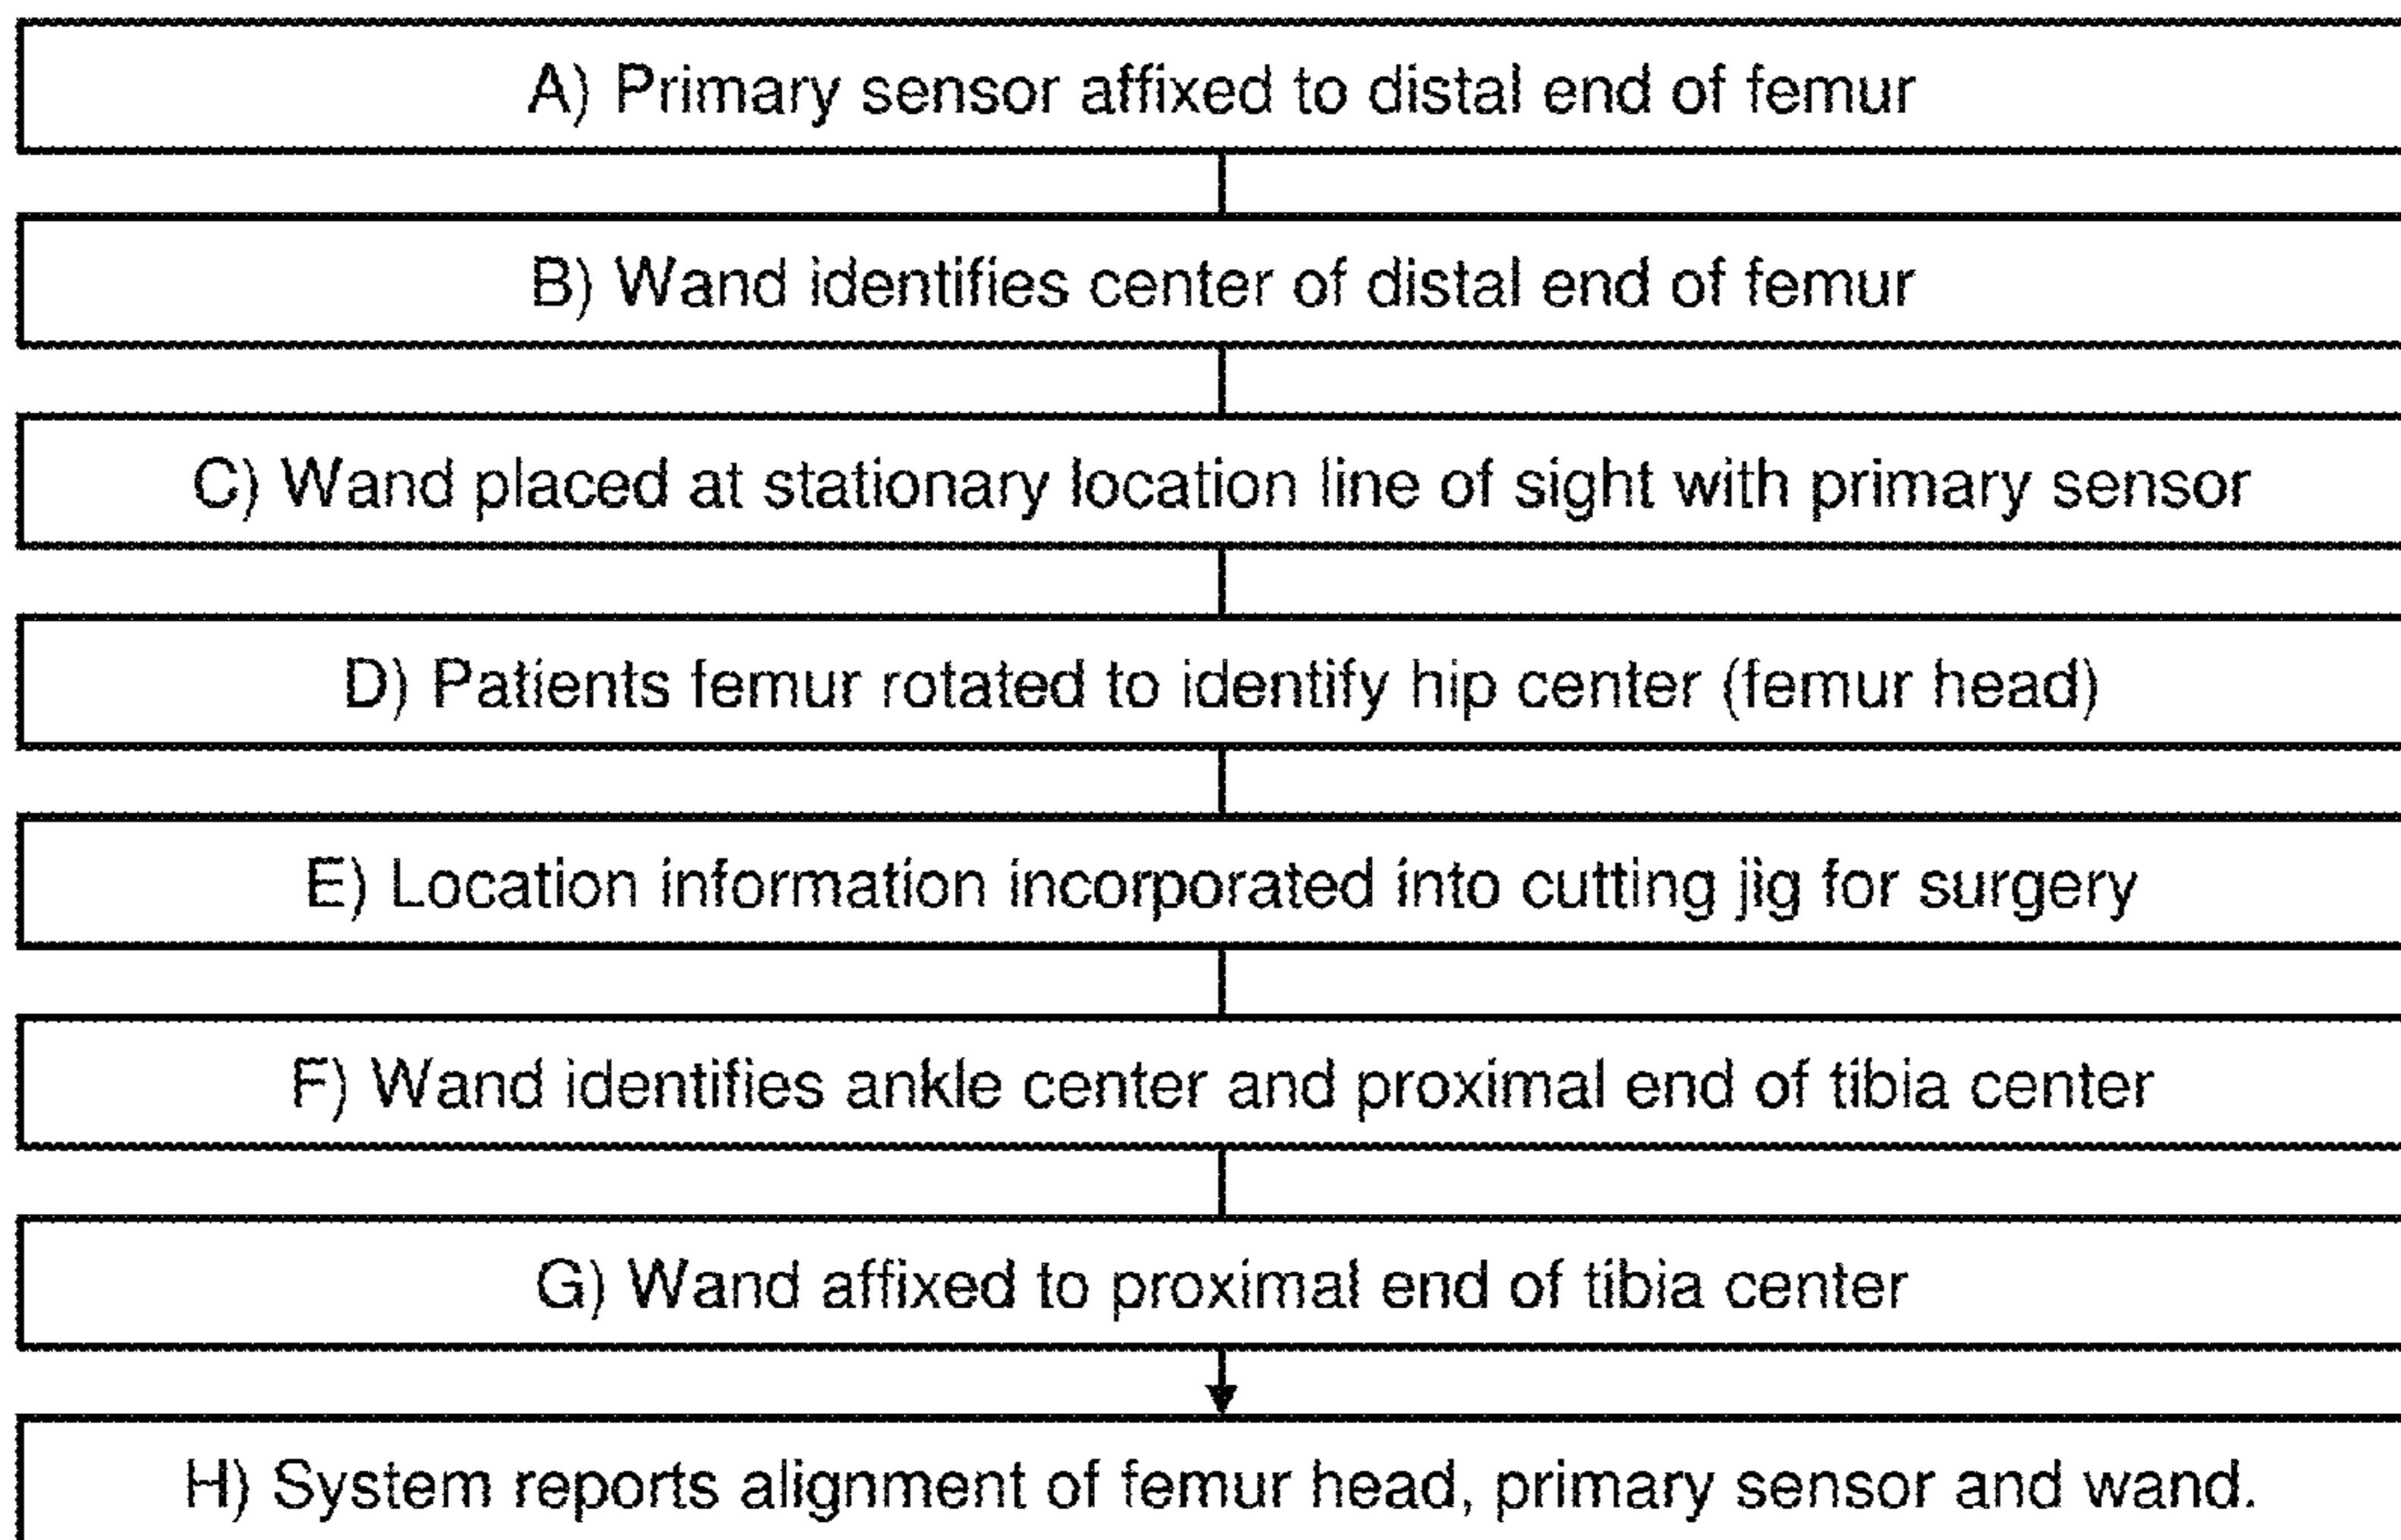 A) Primary sensor affixed to distal end of femur
B) Wand identifies center of distal end of femur
C) Wand placed at stationary location line of sight with primary sensor
D) Patients femur rotated to identify hip center (femur head)
E) Location information incorporated into cutting jig for surgery
F) Wand identifies ankle center and proximal end of tibia center
G) Wand affixed to proximal end of tibia center
H) System reports alignment of femur head, primary sensor and wand.